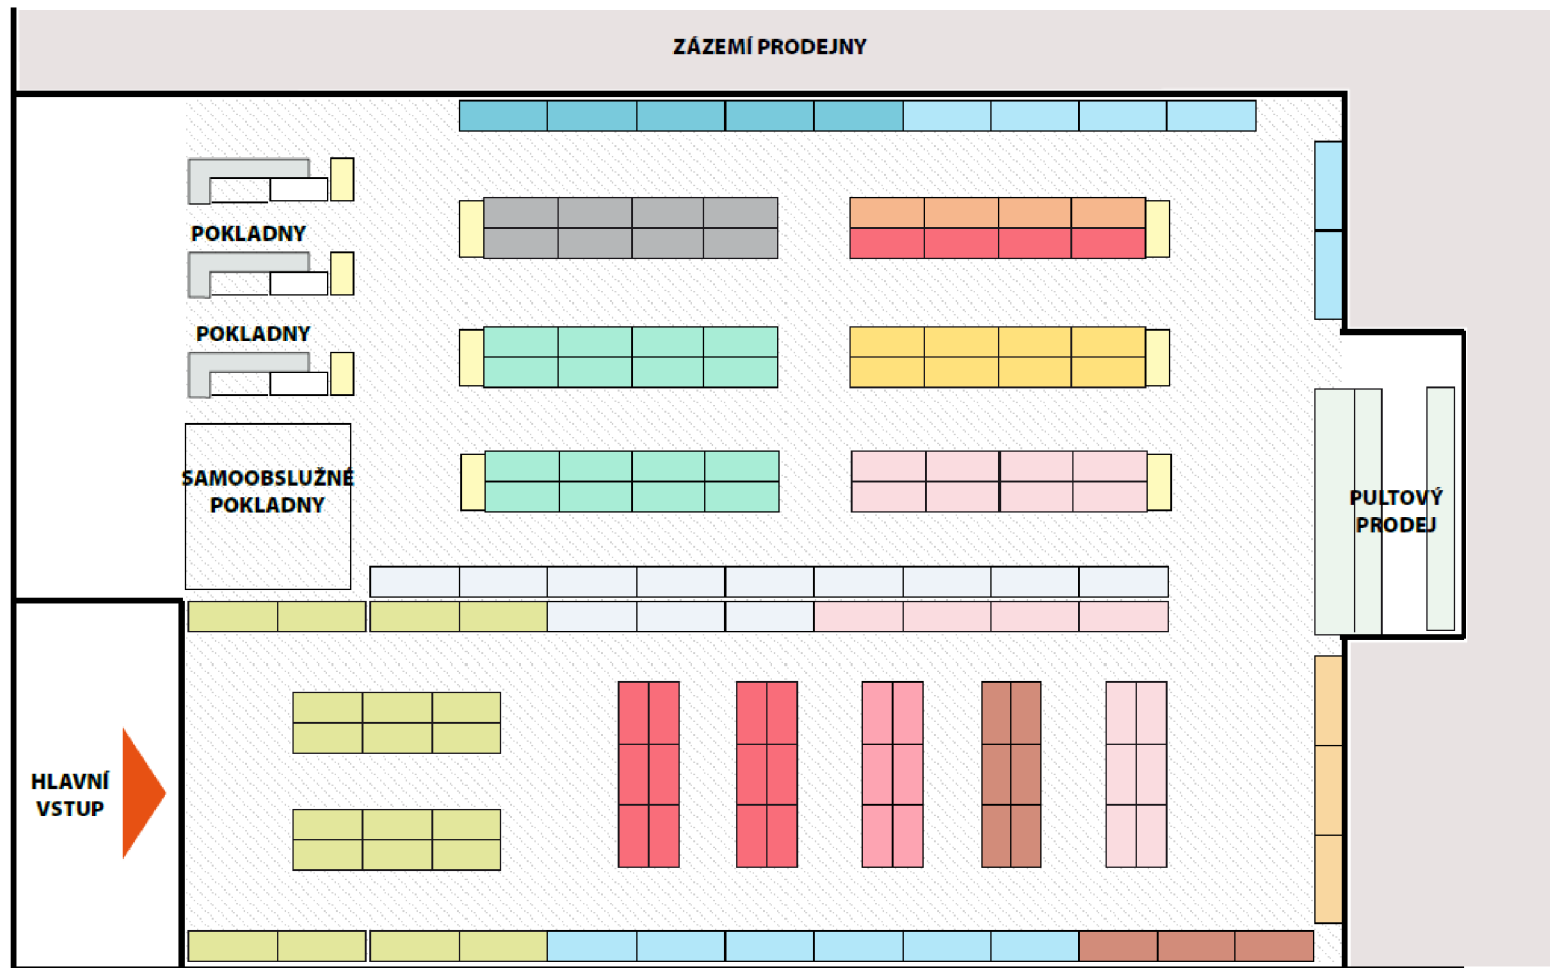 ZÁZEMÍ PRODEJNY
POKLADNY
POKLADNY
SAMOOBSLUŽNÉ
POKLADNY
PULTOVÝ
PRODEJ
HLAVNÍ
VSTUP